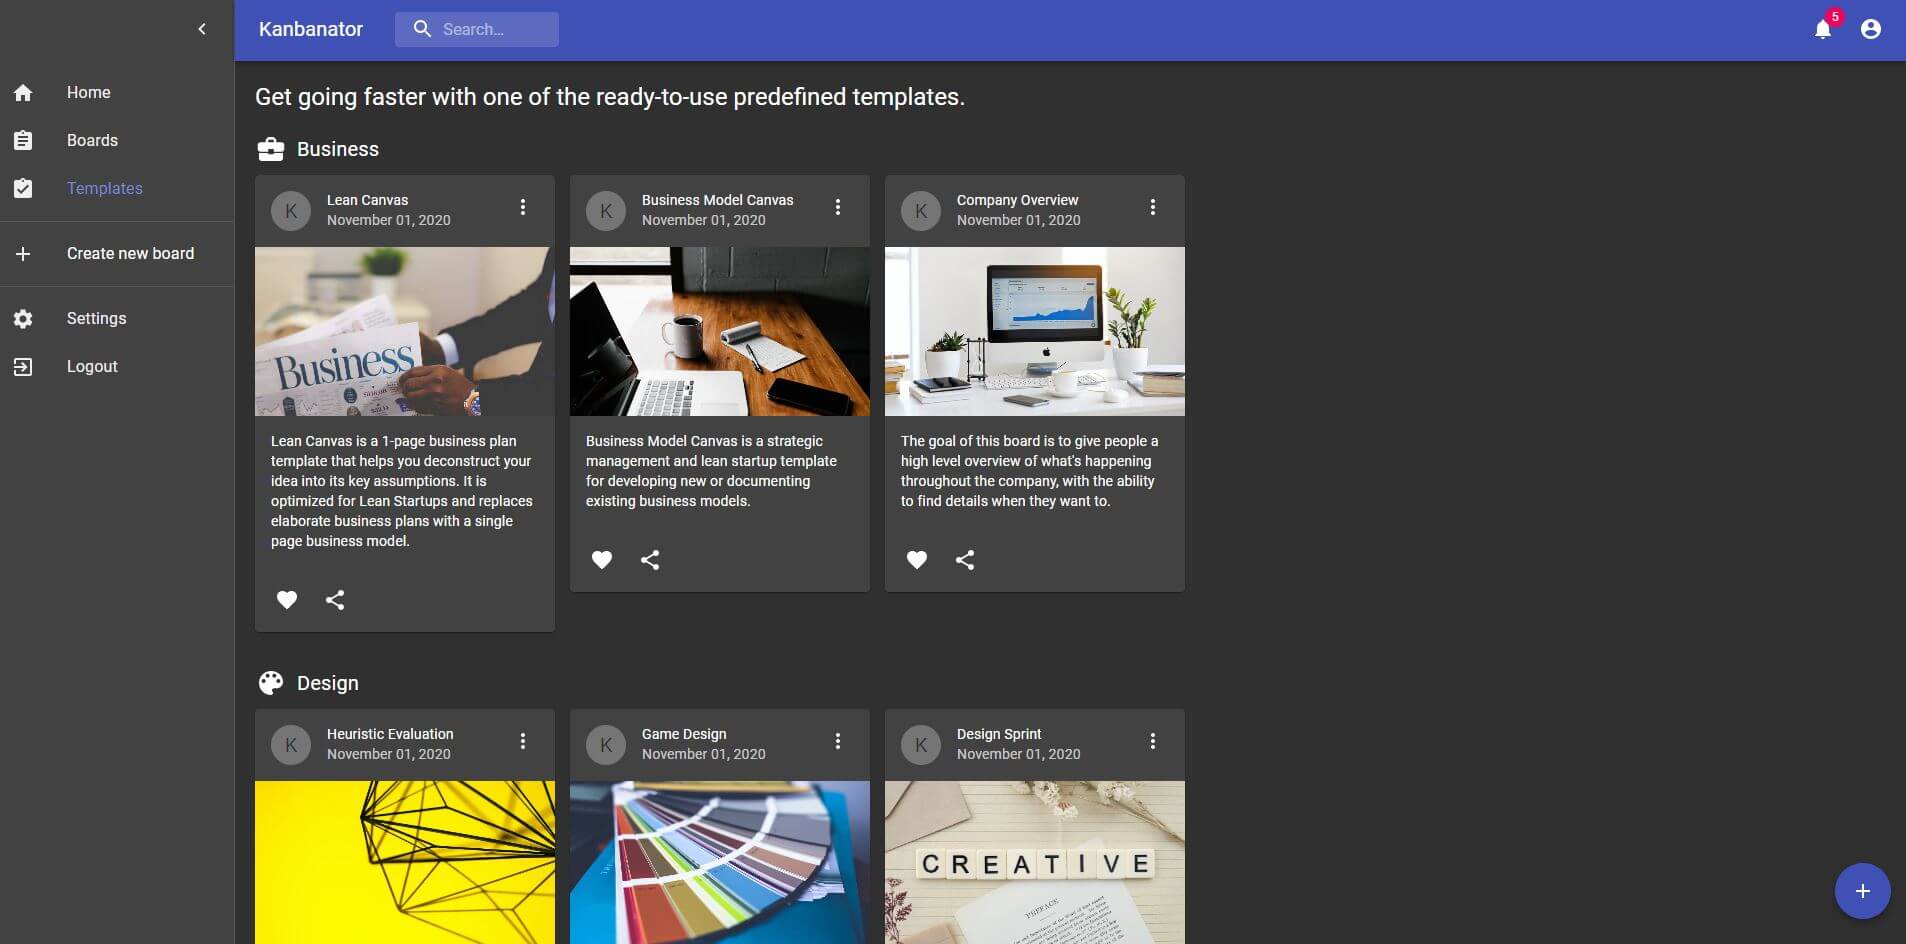 Kanbanator
Search...
5
Home
Boards
Templates
Create new board
Settings
Logout
Get going faster with one of the ready-to-use predefined templates.
Business
K
Lean Canvas
November 01, 2020
Business
Lean Canvas is a 1-page business plan
template that helps you deconstruct your
idea into its key assumptions. It is
optimized for Lean Startups and replaces
elaborate business plans with a single
page business model.
K
Business Model Canvas
November 01, 2020
Business Model Canvas is a strategic
management and lean startup template
for developing new or documenting
existing business models.
K
Company Overview
November 01, 2020
The goal of this board is to give people a
high level overview of what's happening
throughout the company, with the ability
to find details when they want to.
Design
K
Heuristic Evaluation
November 01, 2020
K
Game Design
November 01, 2020
K
Design Sprint
November 01, 2020
CREATIVE
PREFACE